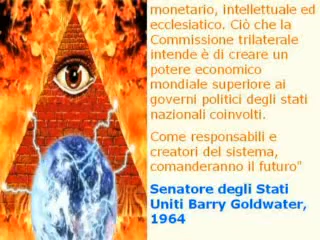 monetario, intellettuale ed
ecclesiastico. Ciò che la
Commissione trilaterale
intende è di creare un
potere economico
mondiale superiore ai
governi politici degli stati
nazionali coinvolti.
Come responsabili e
creatori del sistema,
comanderanno il futuro"
Senatore degli Stati
Uniti Barry Goldwater,
1964